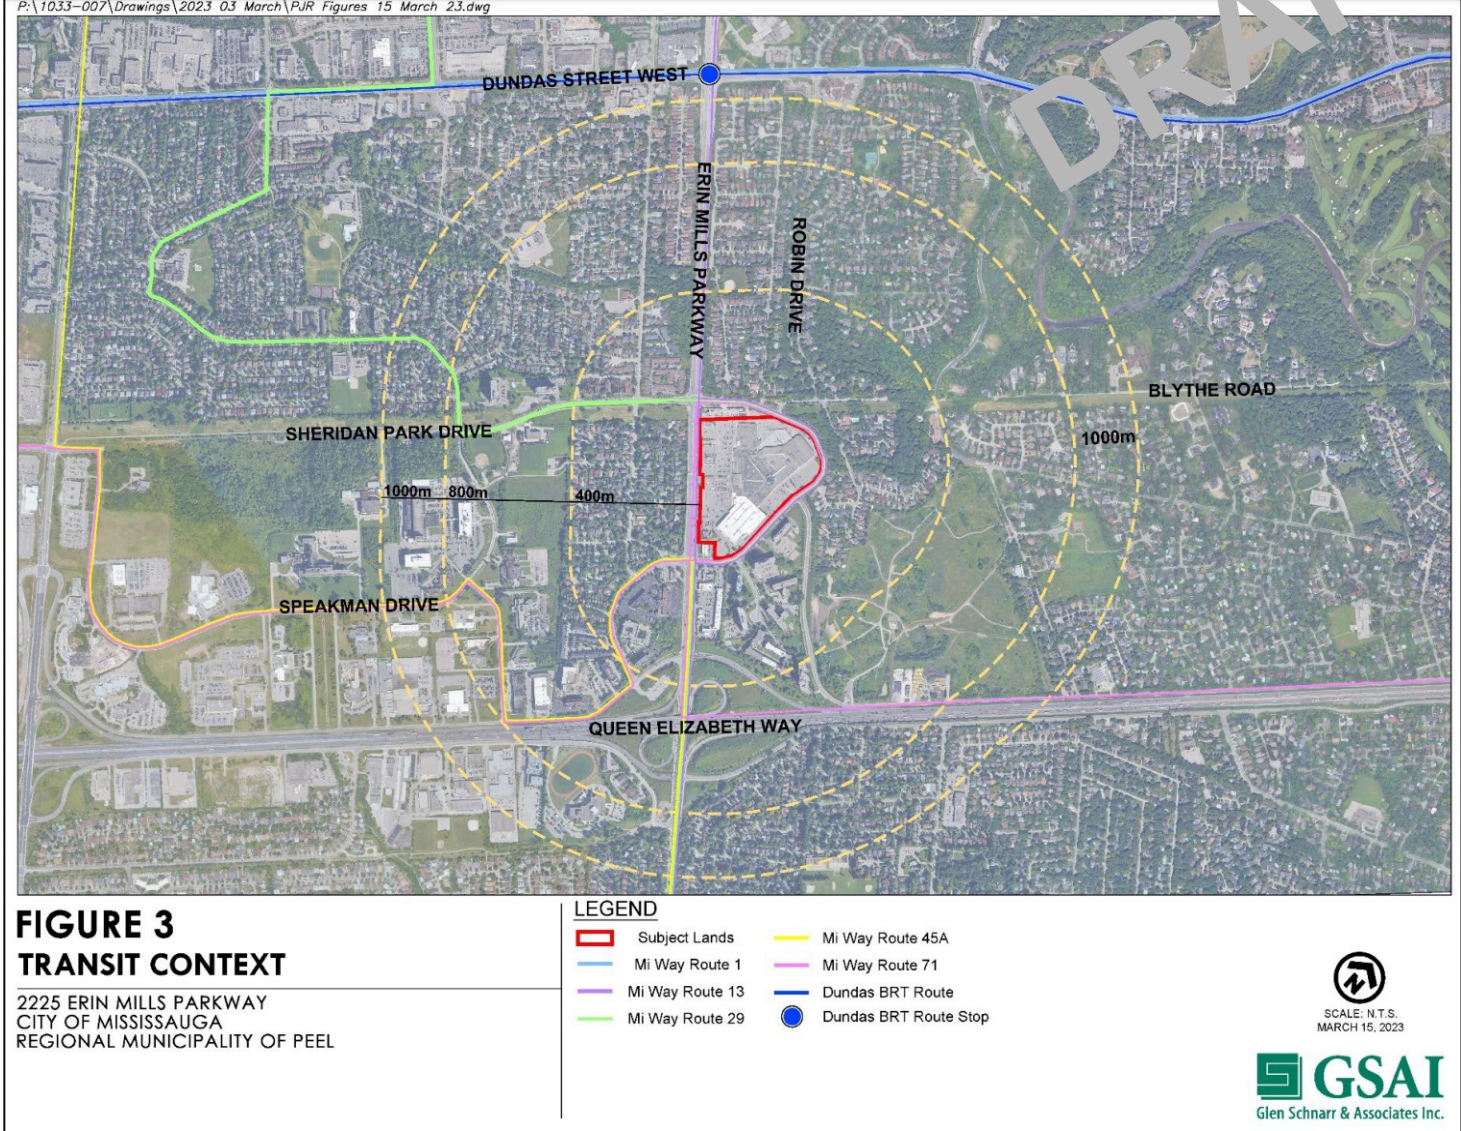 P:\1033-007\Drawings\2023 03 March\PJR Figures 15 March 23.dwg
DRAF
DUNDAS STREET WEST
ERIN MILLS PARKWAY
ROBIN DRIVE
BLYTHE ROAD
SHERIDAN PARK DRIVE
1000m
1000m 800m 400m
SPEAKMAN DRIVE
QUEEN ELIZABETH WAY
FIGURE 3
TRANSIT CONTEXT
2225 ERIN MILLS PARKWAY
CITY OF MISSISSAUGA
REGIONAL MUNICIPALITY OF PEEL
LEGEND
Subject Lands
Mi Way Route 1
Mi Way Route 13
Mi Way Route 29
Mi Way Route 45A
Mi Way Route 71
Dundas BRT Route
Dundas BRT Route Stop
SCALE: N.T.S.
MARCH 15, 2023
GSAI
Glen Schnarr & Associates Inc.